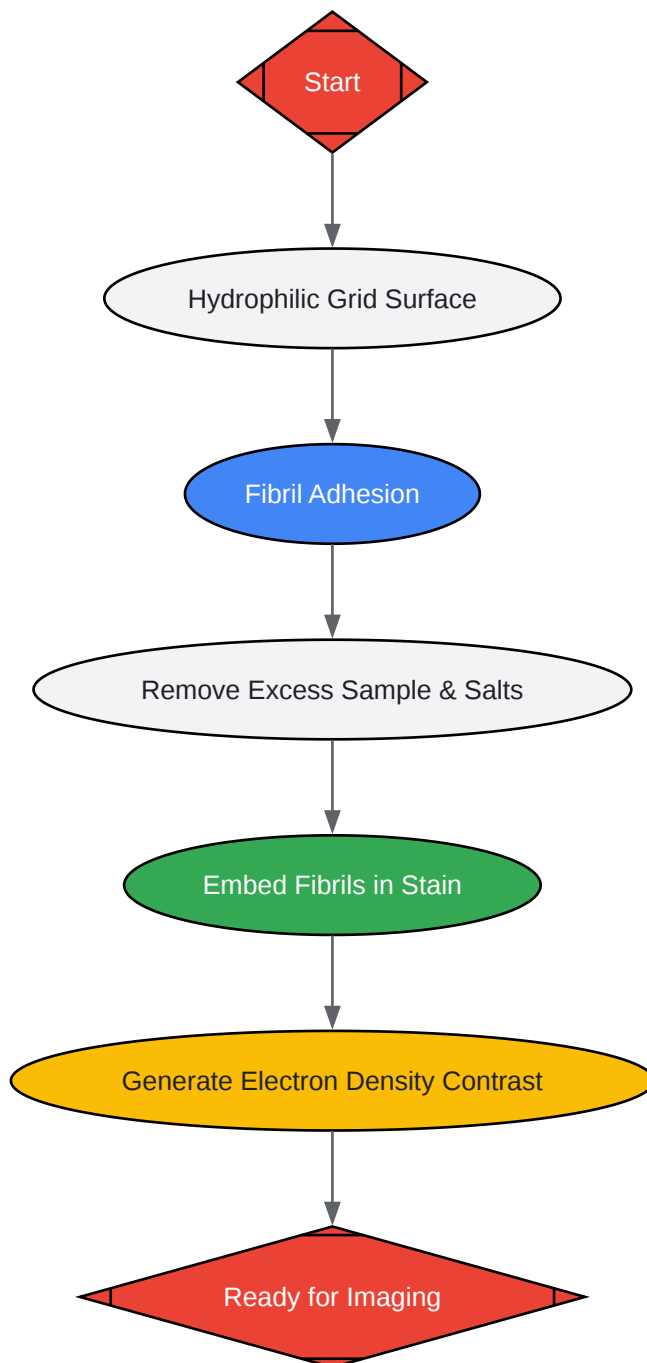 Start
Hydrophilic Grid Surface
Fibril Adhesion
Remove Excess Sample & Salts
Embed Fibrils in Stain
Generate Electron Density Contrast
Ready for Imaging